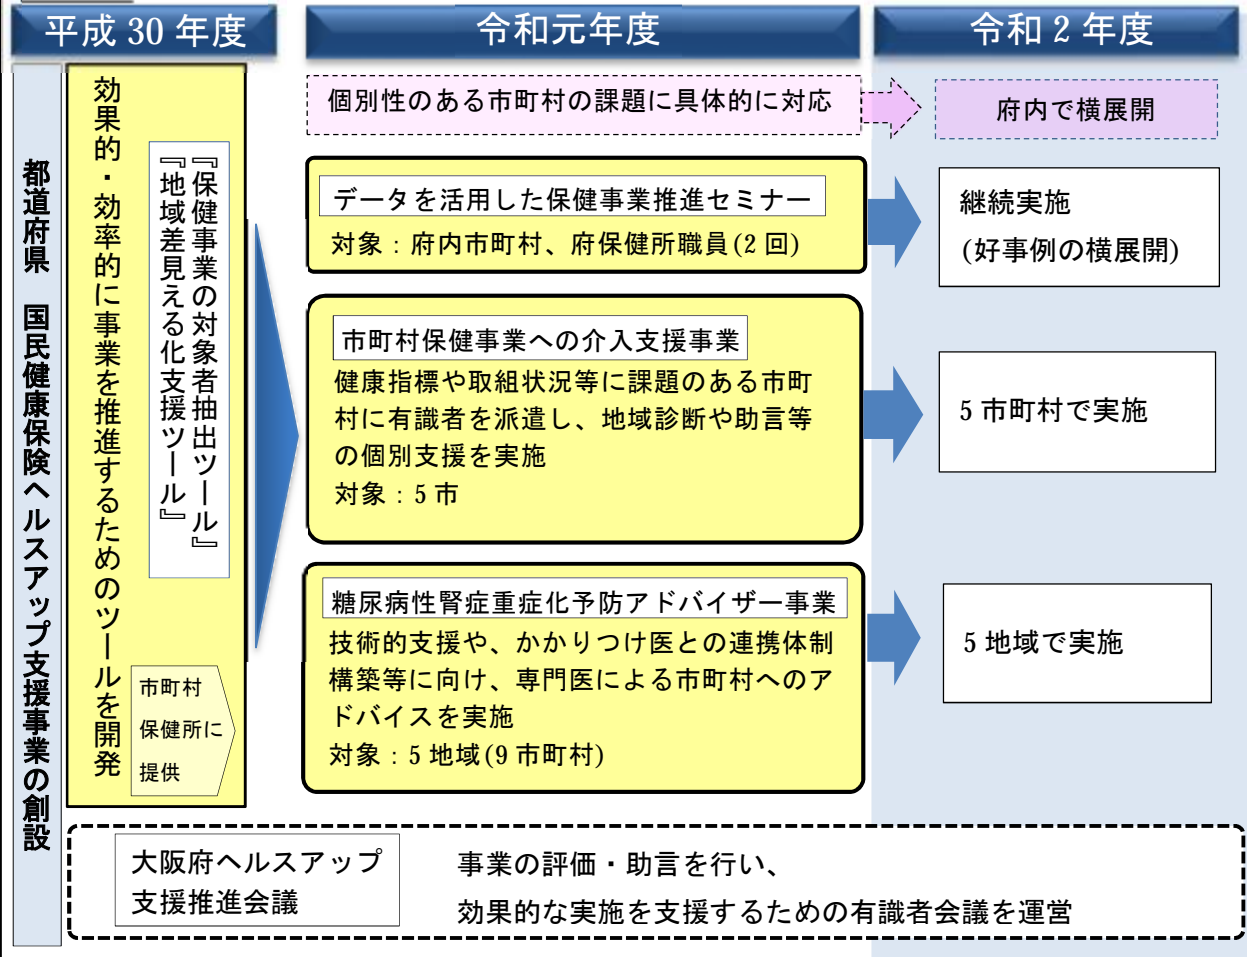 平成 30 年度
令和元年度
令和 2 年度
都道府県 国民健康保険ヘルスアップ支援事業の創設
効果的・効率的に事業を推進するためのツールを開発
『保健事業の対象者抽出ツール』
『地域差見える化支援ツール』
市町村
保健所に
提供
個別性のある市町村の課題に具体的に対応
府内で横展開
データを活用した保健事業推進セミナー
対象：府内市町村、府保健所職員(2 回)
継続実施
(好事例の横展開)
市町村保健事業への介入支援事業
健康指標や取組状況等に課題のある市町
村に有識者を派遣し、地域診断や助言等
の個別支援を実施
対象：5 市
5 市町村で実施
糖尿病性腎症重症化予防アドバイザー事業
技術的支援や、かかりつけ医との連携体制
構築等に向け、専門医による市町村へのア
ドバイスを実施
対象：5 地域(9 市町村)
5 地域で実施
大阪府ヘルスアップ
支援推進会議
事業の評価・助言を行い、
効果的な実施を支援するための有識者会議を運営